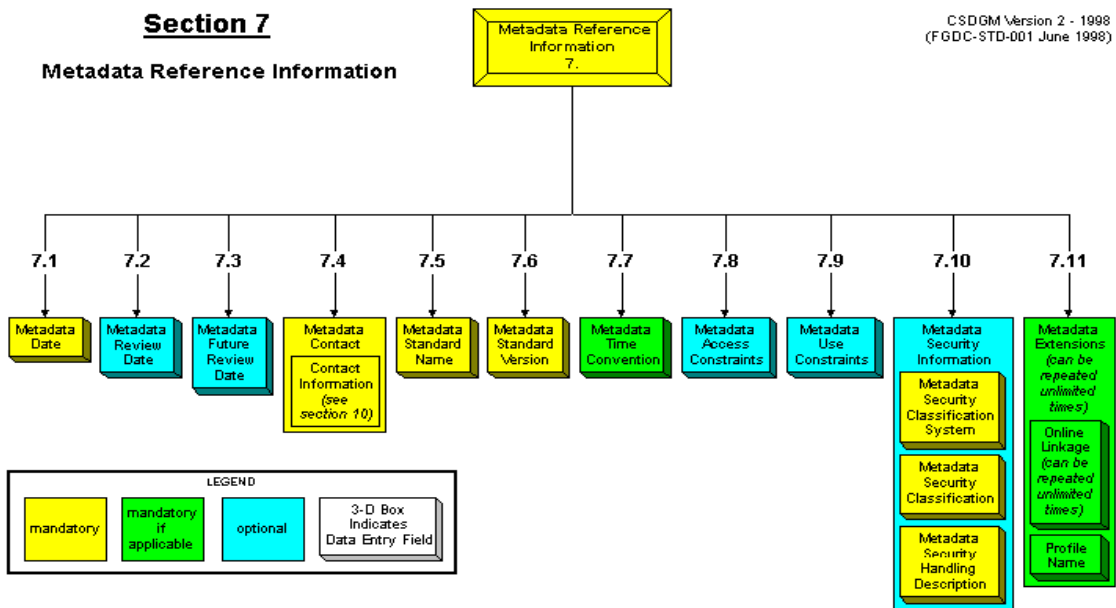 Section 7
Metadata Reference Information
CSDGM Version 2 - 1998
(FGDC-STD-001 June 1998)
Metadata Reference
Information
7.
7.1
7.2
7.3
7.4
7.5
7.6
7.7
7.8
7.9
7.10
7.11
Metadata
Date
Metadata
Review
Date
Metadata
Future
Review
Date
Metadata
Contact
Contact
Information
(see
section 10)
Metadata
Standard
Name
Metadata
Standard
Version
Metadata
Time
Convention
Metadata
Access
Constraints
Metadata
Use
Constraints
Metadata
Security
Information
Metadata
Security
Classification
System
Metadata
Security
Classification
Metadata
Security
Handling
Description
Metadata
Extensions
(can be
repeated
unlimited
times)
Online
Linkage
(can be
repeated
unlimited
times)
Profile
Name
LEGEND
mandatory
mandatory
if
applicable
optional
3-D Box
Indicates
Data Entry Field